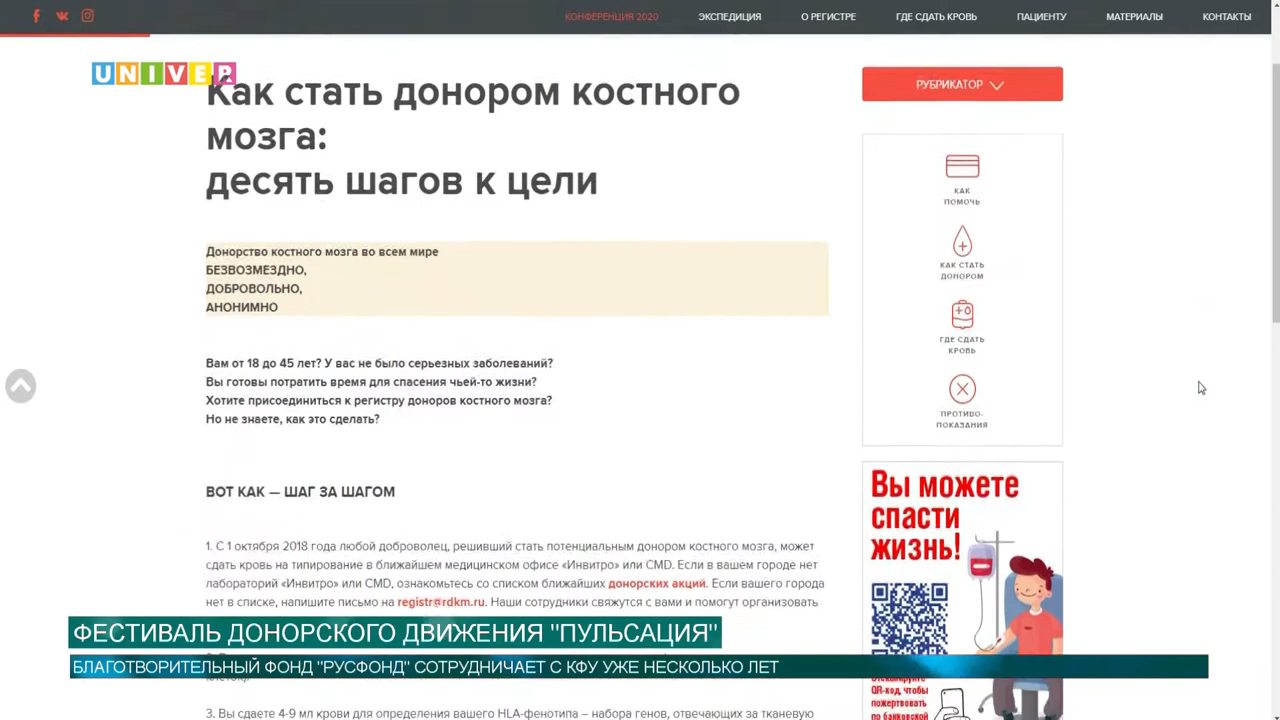 КОНФЕРЕНЦИЯ 2020 ЭКСПЕДИЦИЯ О РЕГИСТРЕ ГДЕ СДАТЬ КРОВЬ ПАЦИЕНТУ МАТЕРИАЛЫ КОНТАКТЫ
UNIVER
Как стать донором костного
мозга:
десять шагов к цели
Донорство костного мозга во всем мире
БЕЗВОЗМЕЗДНО,
ДОБРОВОЛЬНО,
АНОНИМНО
Вам от 18 до 45 лет? У вас не было серьезных заболеваний?
Вы готовы потратить время для спасения чьей-то жизни?
Хотите присоединиться к регистру доноров костного мозга?
Но не знаете, как это сделать?
ВОТ КАК — ШАГ ЗА ШАГОМ
1. С 1 октября 2018 года любой доброволец, решивший стать потенциальным донором костного мозга, может
сдать кровь на типирование в ближайшем медицинском офисе «Инвитро» или CMD. Если в вашем городе нет
лабораторий «Инвитро» или CMD, ознакомьтесь со списком ближайших донорских акций. Если вашего города
нет в списке, напишите письмо на registr@rdkm.ru. Наши сотрудники свяжутся с вами и помогут организовать
3. Вы сдаете 4-9 мл крови для определения вашего HLA-фенотипа – набора генов, отвечающих за тканевую
РУБРИКАТОР
КАК
ПОМОЧЬ
КАК СТАТЬ
ДОНОРОМ
ГДЕ СДАТЬ
КРОВЬ
ПРОТИВО-
ПОКАЗАНИЯ
Вы можете
спасти
жизнь!
QR-код, чтобы
пожертвовать
по банковской
ФЕСТИВАЛЬ ДОНОРСКОГО ДВИЖЕНИЯ "ПУЛЬСАЦИЯ"
БЛАГОТВОРИТЕЛЬНЫЙ ФОНД "РУСФОНД" СОТРУДНИЧАЕТ С КФУ УЖЕ НЕСКОЛЬКО ЛЕТ